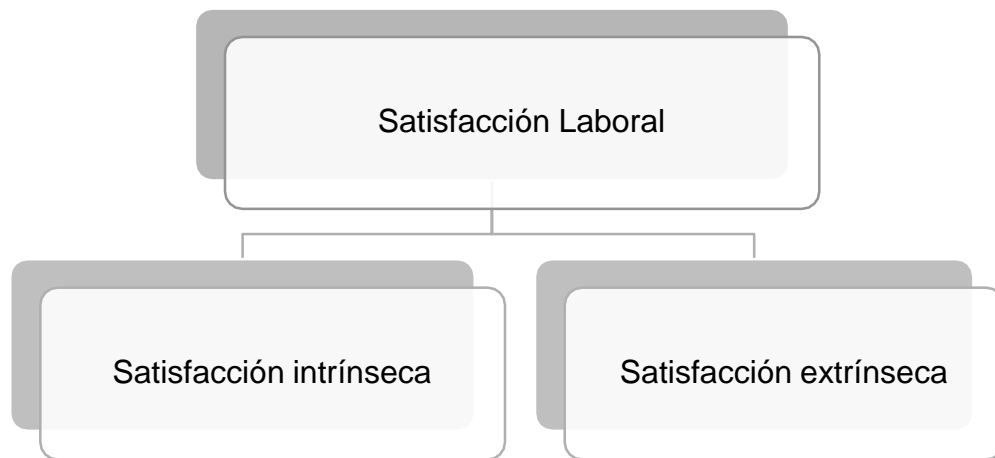 Satisfacción Laboral
Satisfacción intrínseca
Satisfacción extrínseca